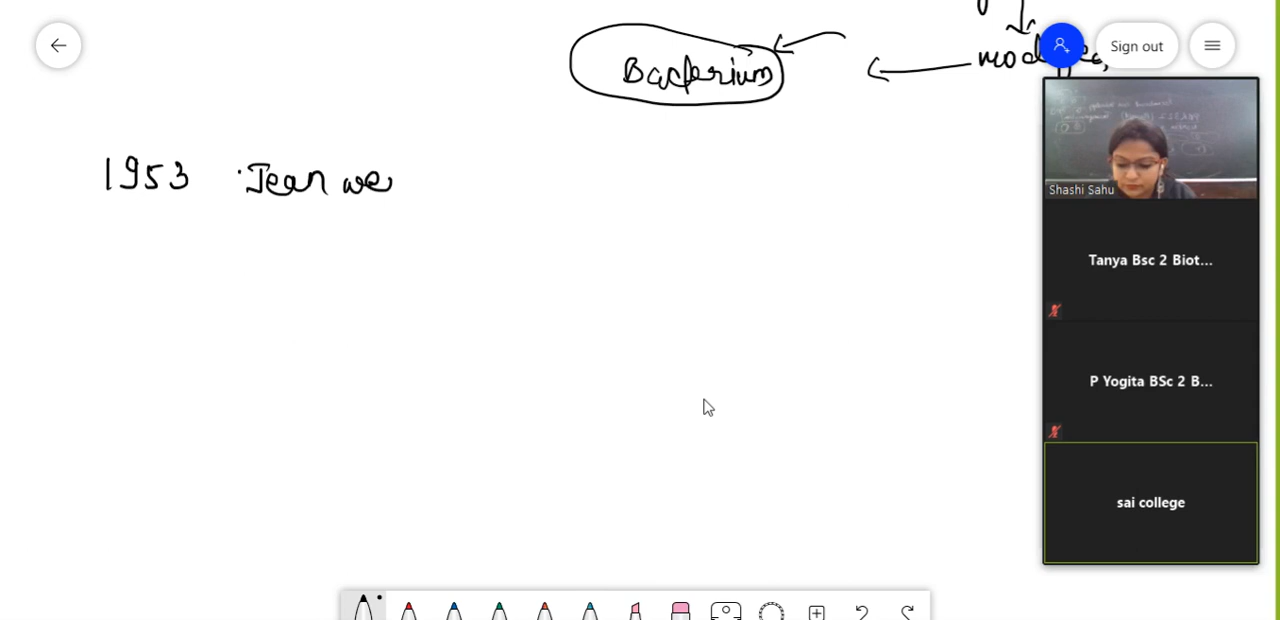 Bacterium
Sign out
1953 Jean we
Shashi Sahu
Tanya Bsc 2 Biot...
P Yogita BSc 2 B...
sai college